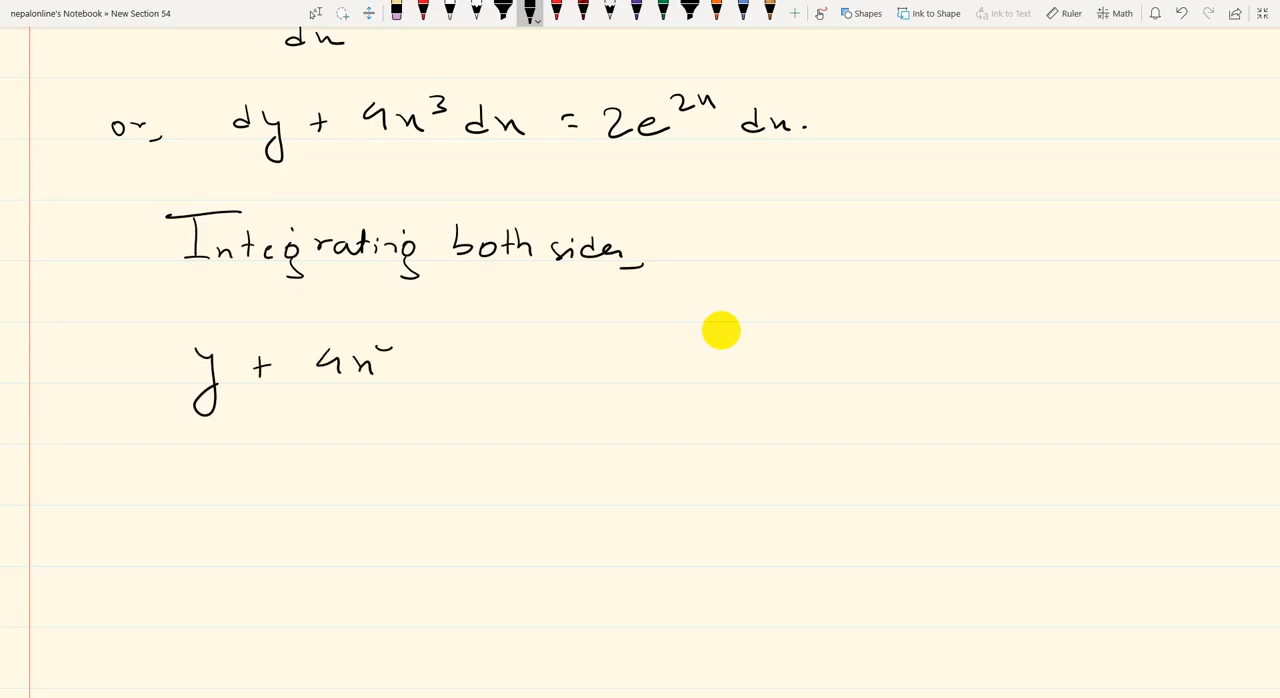 nepalonline's Notebook » New Section 54
Shapes Ink to Shape Ink to Text Ruler Math
dx
or, dy + 4x³ dx = 2e²ˣ dx.
Integrating both sides,
y + 4x